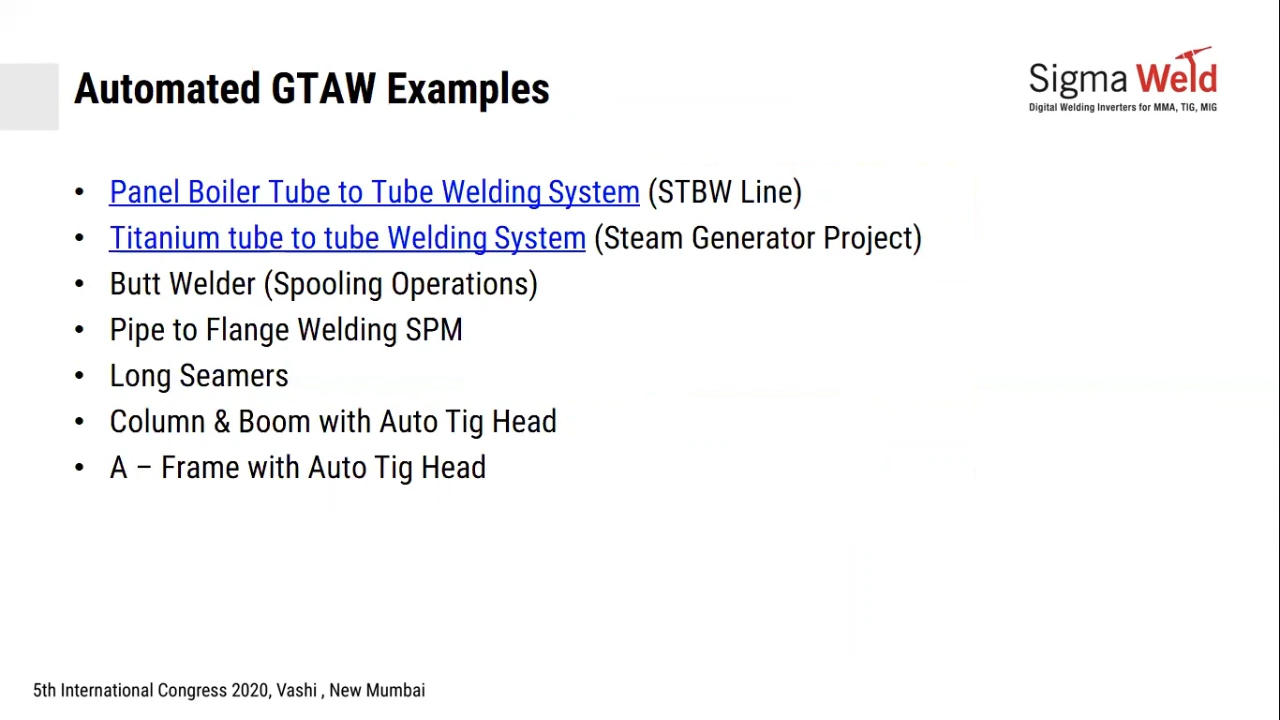 Automated GTAW Examples
Sigma Weld
Digital Welding Inverters for MMA, TIG, MIG
• Panel Boiler Tube to Tube Welding System (STBW Line)
• Titanium tube to tube Welding System (Steam Generator Project)
• Butt Welder (Spooling Operations)
• Pipe to Flange Welding SPM
• Long Seamers
• Column & Boom with Auto Tig Head
• A – Frame with Auto Tig Head
5th International Congress 2020, Vashi , New Mumbai